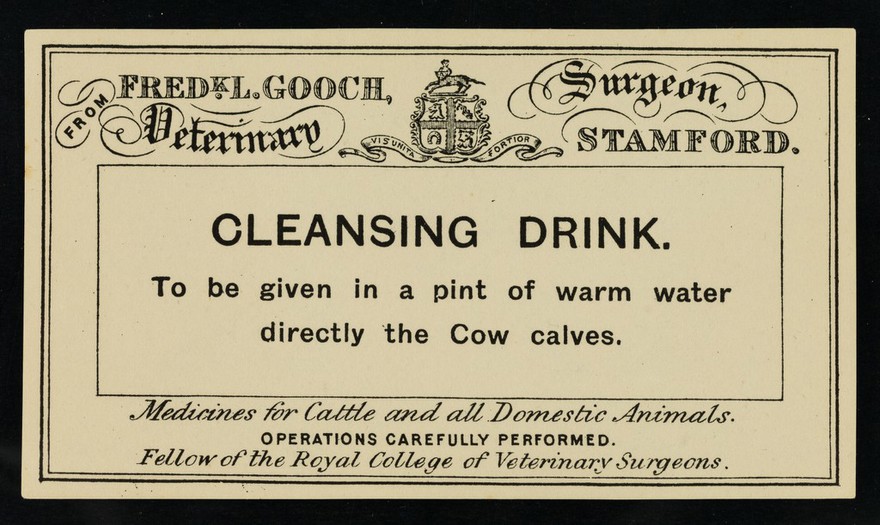 FROM FREDK. L. GOOCH,
Veterinary
Surgeon,
STAMFORD.
VIS UNITA FORTIOR
CLEANSING DRINK.
To be given in a pint of warm water
directly the Cow calves.
Medicines for Cattle and all Domestic Animals.
OPERATIONS CAREFULLY PERFORMED.
Fellow of the Royal College of Veterinary Surgeons.